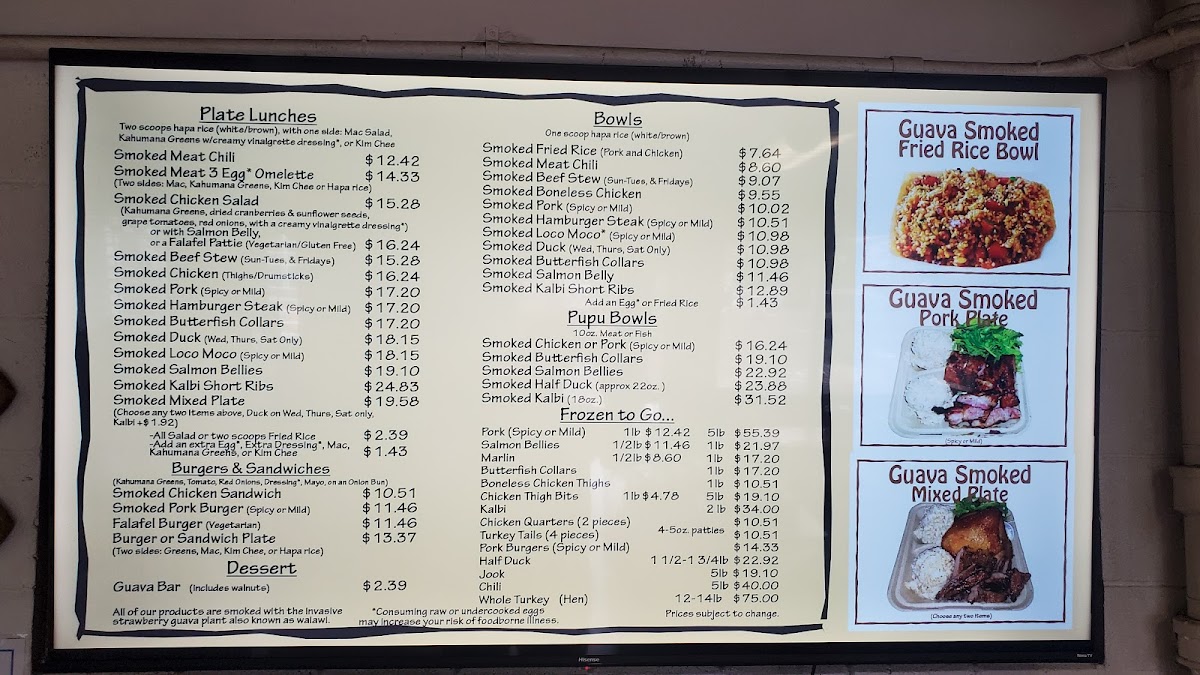 Plate Lunches
Two scoops hapa rice (white/brown), with one side: Mac Salad,
Kahumana Greens w/creamy vinaigrette dressing*, or Kim Chee
Smoked Meat Chili $12.42
Smoked Meat 3 Egg* Omelette $14.33
(Two sides: Mac, Kahumana Greens, Kim Chee or Hapa rice)
Smoked Chicken Salad $15.28
(Kahumana Greens, dried cranberries & sunflower seeds,
grape tomatoes, red onions, with a creamy vinaigrette dressing*)
or with Salmon Belly,
or a Falafel Pattie (Vegetarian/Gluten Free) $16.24
Smoked Beef Stew (Sun-Tues, & Fridays) $15.28
Smoked Chicken (Thighs/Drumsticks) $16.24
Smoked Pork (Spicy or Mild) $17.20
Smoked Hamburger Steak (Spicy or Mild) $17.20
Smoked Butterfish Collars $17.20
Smoked Duck (Wed, Thurs, Sat Only) $18.15
Smoked Loco Moco (Spicy or Mild) $18.15
Smoked Salmon Bellies $19.10
Smoked Kalbi Short Ribs $24.83
Smoked Mixed Plate $19.58
(Choose any two items above, Duck on Wed, Thurs, Sat only,
Kalbi +$1.92)
-All Salad or two scoops Fried Rice $2.39
-Add an extra Egg*, Extra Dressing*, Mac,
Kahumana Greens, or Kim Chee $1.43
Burgers & Sandwiches
(Kahumana Greens, Tomato, Red Onions, Dressing*, Mayo, on an Onion Bun)
Smoked Chicken Sandwich $10.51
Smoked Pork Burger (Spicy or Mild) $11.46
Falafel Burger (Vegetarian) $11.46
Burger or Sandwich Plate $13.37
(Two sides: Greens, Mac, Kim Chee, or Hapa rice)
Dessert
Guava Bar (includes walnuts) $2.39
All of our products are smoked with the invasive
strawberry guava plant also known as waiawi.
*Consuming raw or undercooked eggs
may increase your risk of foodborne illness.
Bowls
One scoop hapa rice (white/brown)
Smoked Fried Rice (Pork and Chicken) $7.64
Smoked Meat Chili $8.60
Smoked Beef Stew (Sun-Tues, & Fridays) $9.07
Smoked Boneless Chicken $9.55
Smoked Pork (Spicy or Mild) $10.02
Smoked Hamburger Steak (Spicy or Mild) $10.51
Smoked Loco Moco* (Spicy or Mild) $10.98
Smoked Duck (Wed, Thurs, Sat Only) $10.98
Smoked Butterfish Collars $10.98
Smoked Salmon Belly $11.46
Smoked Kalbi Short Ribs $12.89
Add an Egg* or Fried Rice $1.43
Pupu Bowls
10oz. Meat or Fish
Smoked Chicken or Pork (Spicy or Mild) $16.24
Smoked Butterfish Collars $19.10
Smoked Salmon Bellies $22.92
Smoked Half Duck (approx 22oz.) $23.88
Smoked Kalbi (18oz.) $31.52
Frozen to Go...
Pork (Spicy or Mild) 1lb $12.42 5lb $55.39
Salmon Bellies 1/2lb $11.46 1lb $21.97
Marlin 1/2lb $8.60 1lb $17.20
Butterfish Collars 1lb $17.20
Boneless Chicken Thighs 1lb $10.51
Chicken Thigh Bits 1lb $4.78 5lb $19.10
Kalbi 2 lb $34.00
Chicken Quarters (2 pieces) $10.51
Turkey Tails (4 pieces) 4-5oz. patties $10.51
Pork Burgers (Spicy or Mild) $14.33
Half Duck 1 1/2-1 3/4lb $22.92
Jook 5lb $19.10
Chili 5lb $40.00
Whole Turkey (Hen) 12-14lb $75.00
Prices subject to change.
Guava Smoked
Fried Rice Bowl
Guava Smoked
Pork Plate
(Spicy or Mild)
Guava Smoked
Mixed Plate
(Choose any two items)
Hisense
Roku TV